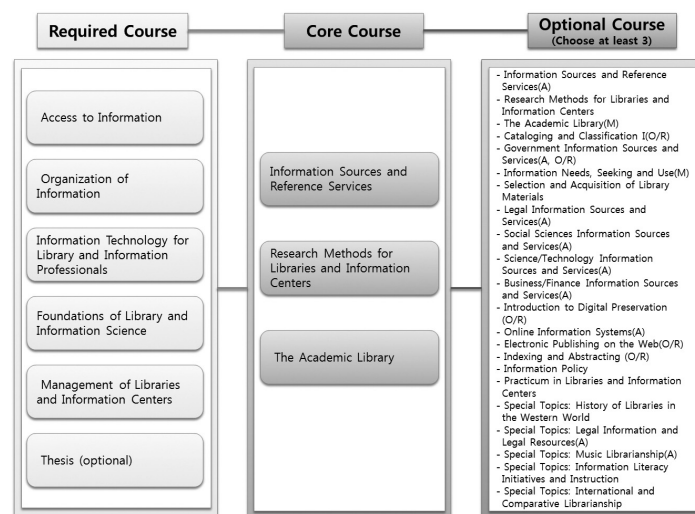 Required Course
Core Course
Optional Course
(Choose at least 3)
Access to Information
Organization of
Information
Information Technology for
Library and Information
Professionals
Foundations of Library and
Information Science
Management of Libraries
and Information Centers
Thesis (optional)
Information Sources and
Reference Services
Research Methods for
Libraries and Information
Centers
The Academic Library
- Information Sources and Reference
Services(A)
- Research Methods for Libraries and
Information Centers
- The Academic Library(M)
- Cataloging and Classification I(O/R)
- Government Information Sources and
Services(A, O/R)
- Information Needs, Seeking and Use(M)
- Selection and Acquisition of Library
Materials
- Legal Information Sources and
Services(A)
- Social Sciences Information Sources
and Services(A)
- Science/Technology Information
Sources and Services(A)
- Business/Finance Information Sources
and Services(A)
- Introduction to Digital Preservation
(O/R)
- Online Information Systems(A)
- Electronic Publishing on the Web(O/R)
- Indexing and Abstracting (O/R)
- Information Policy
- Practicum in Libraries and Information
Centers
- Special Topics: History of Libraries in
the Western World
- Special Topics: Legal Information and
Legal Resources(A)
- Special Topics: Music Librarianship(A)
- Special Topics: Information Literacy
Initiatives and Instruction
- Special Topics: International and
Comparative Librarianship